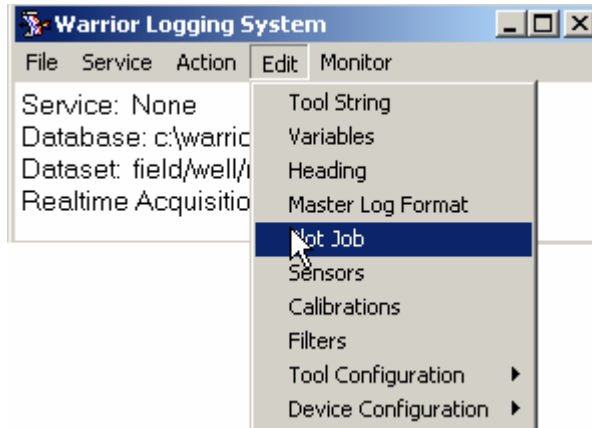 Warrior Logging System
File Service Action Edit Monitor
Service: None
Database: c:\warric
Dataset: field/well/
Realtime Acquisitio
Tool String
Variables
Heading
Master Log Format
Plot Job
Sensors
Calibrations
Filters
Tool Configuration
Device Configuration